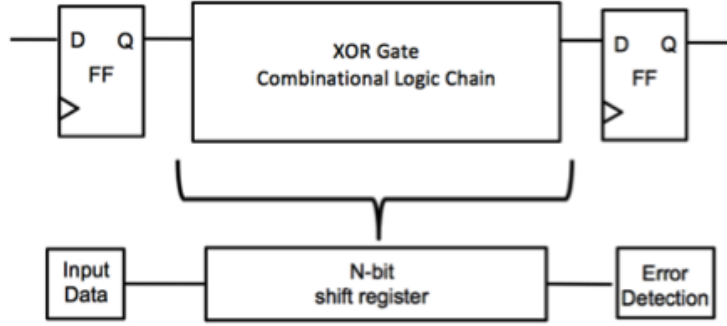 D Q
FF
XOR Gate
Combinational Logic Chain
D Q
FF
Input
Data
N-bit
shift register
Error
Detection